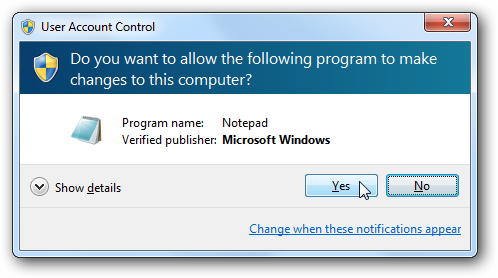 User Account Control
Do you want to allow the following program to make
changes to this computer?
Program name: Notepad
Verified publisher: Microsoft Windows
Show details
Yes
No
Change when these notifications appear